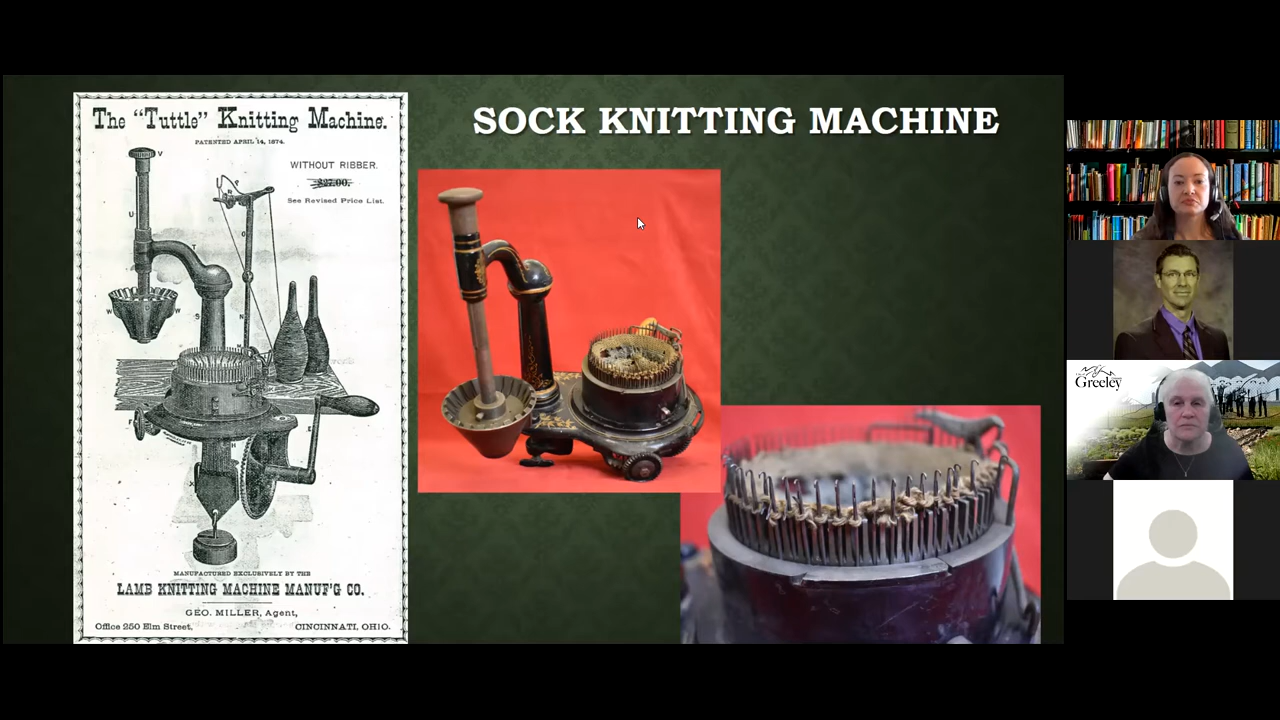 The "Tuttle" Knitting Machine.
PATENTED APRIL 14, 1874.
WITHOUT RIBBER.
$27.00.
See Revised Price List.
MANUFACTURED EXCLUSIVELY BY THE
LAMB KNITTING MACHINE MANUF'G CO.
GEO. MILLER, Agent,
Office 250 Elm Street,
CINCINNATI, OHIO.
SOCK KNITTING MACHINE
Greeley